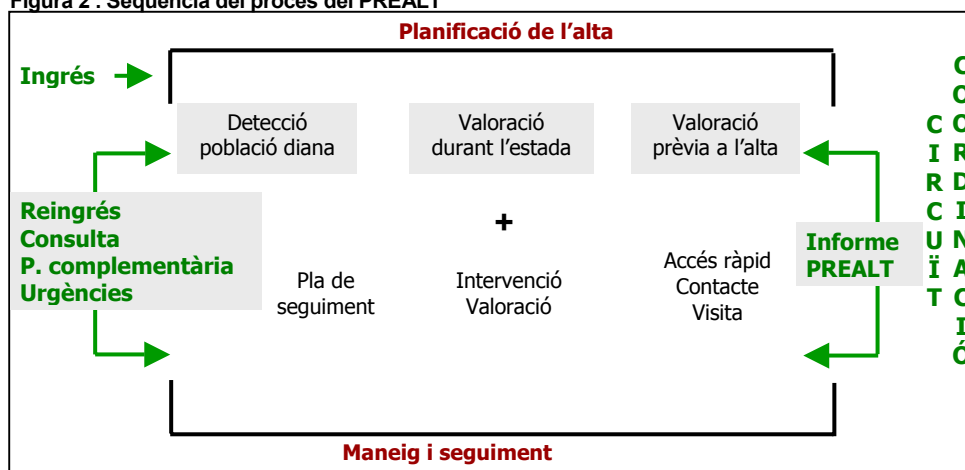 Figura 2 . Seqüència del procés del PREALT
Planificació de l'alta
Ingrés
Detecció
població diana
Valoració
durant l'estada
Valoració
prèvia a l'alta
Reingrés
Consulta
P. complementària
Urgències
+
Pla de
seguiment
Intervenció
Valoració
Accés ràpid
Contacte
Visita
Informe
PREALT
CIRCUÏT
COORDINACIÓ
Maneig i seguiment